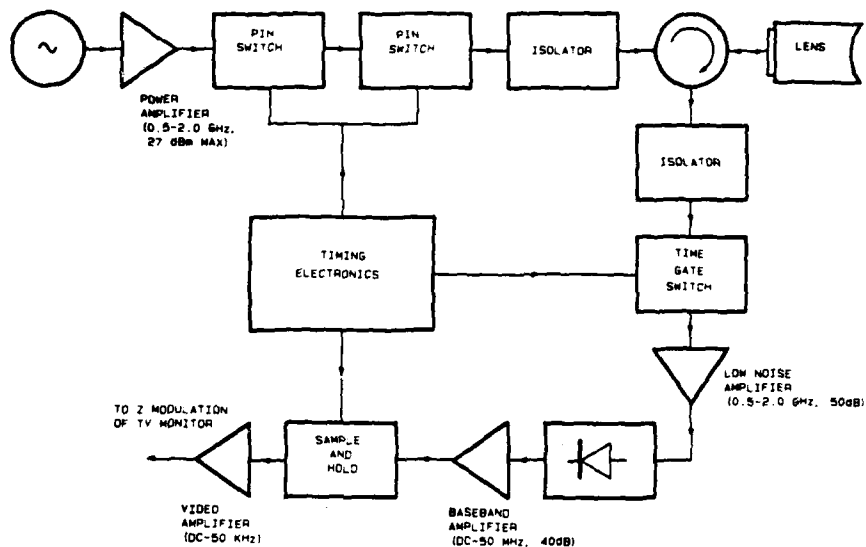 PIN
SWITCH
PIN
SWITCH
ISOLATOR
LENS
POWER
AMPLIFIER
(0.5-2.0 GHz,
27 dBm MAX)
ISOLATOR
TIMING
ELECTRONICS
TIME
GATE
SWITCH
LOW NOISE
AMPLIFIER
(0.5-2.0 GHz, 50dB)
TO Z MODULATION
OF TV MONITOR
SAMPLE
AND
HOLD
VIDEO
AMPLIFIER
(DC-50 KHz)
BASEBAND
AMPLIFIER
(DC-50 MHz, 40dB)